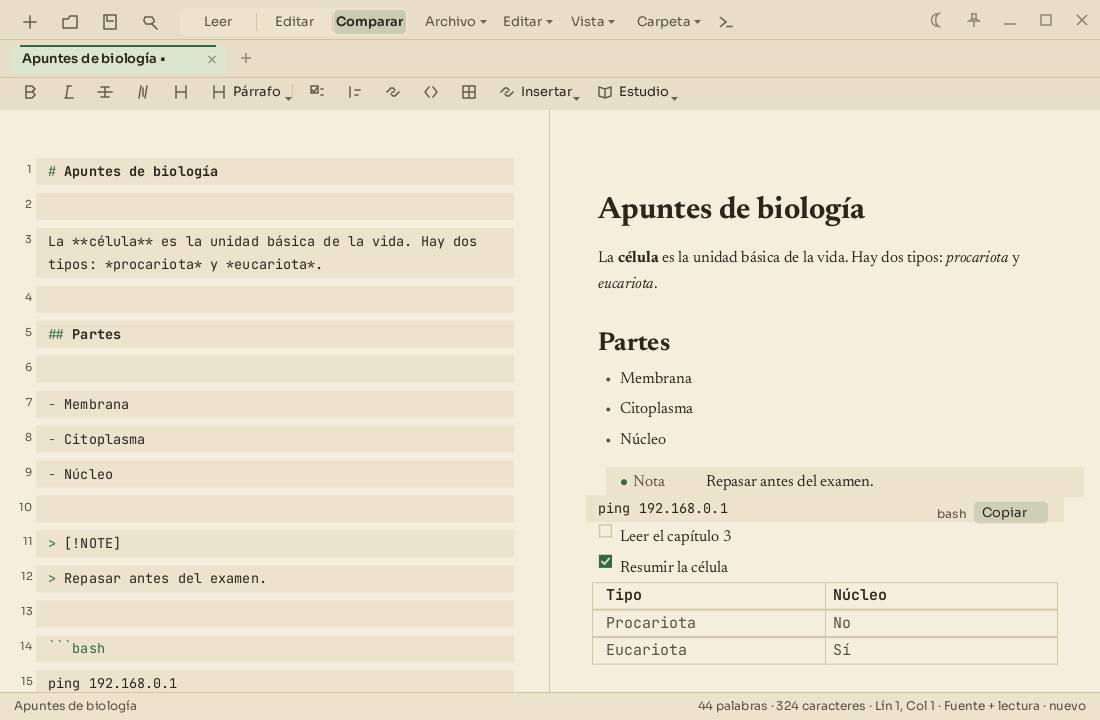 Leer Editar Comparar Archivo Editar Vista Carpeta
Apuntes de biología •
Párrafo Insertar Estudio
1 # Apuntes de biología
2
3 La **célula** es la unidad básica de la vida. Hay dos
tipos: *procariota* y *eucariota*.
4
5 ## Partes
6
7 - Membrana
8 - Citoplasma
9 - Núcleo
10
11 > [!NOTE]
12 > Repasar antes del examen.
13
14 ```bash
15 ping 192.168.0.1
Apuntes de biología
La célula es la unidad básica de la vida. Hay dos tipos: procariota y
eucariota.
Partes
• Membrana
• Citoplasma
• Núcleo
Nota Repasar antes del examen.
ping 192.168.0.1 bash Copiar
Leer el capítulo 3
Resumir la célula
Tipo Núcleo
Procariota No
Eucariota Sí
Apuntes de biología 44 palabras · 324 caracteres · Lín 1, Col 1 · Fuente + lectura · nuevo